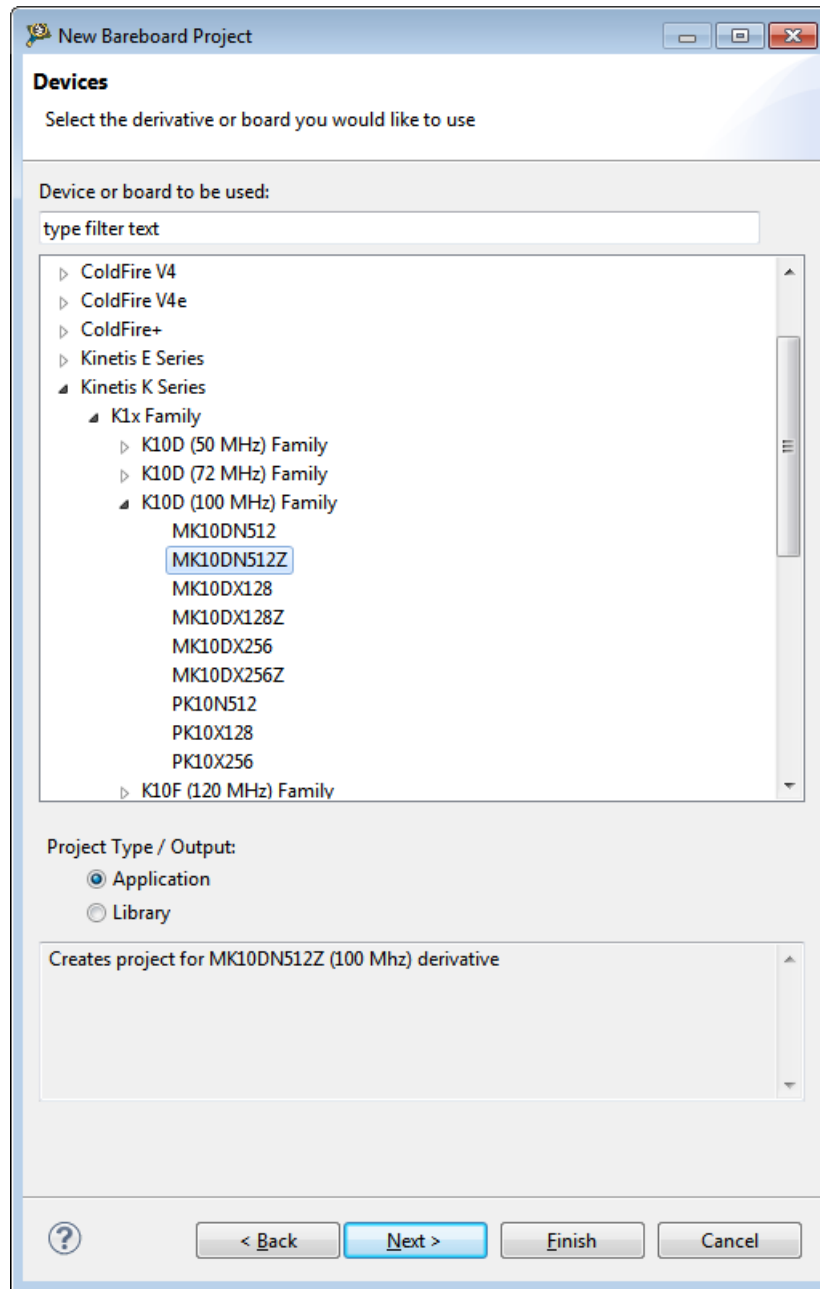 New Bareboard Project
Devices
Select the derivative or board you would like to use
Device or board to be used:
type filter text
ColdFire V4
ColdFire V4e
ColdFire+
Kinetis E Series
Kinetis K Series
K1x Family
K10D (50 MHz) Family
K10D (72 MHz) Family
K10D (100 MHz) Family
MK10DN512
MK10DN512Z
MK10DX128
MK10DX128Z
MK10DX256
MK10DX256Z
PK10N512
PK10X128
PK10X256
K10F (120 MHz) Family
Project Type / Output:
Application
Library
Creates project for MK10DN512Z (100 Mhz) derivative
? < Back Next > Finish Cancel